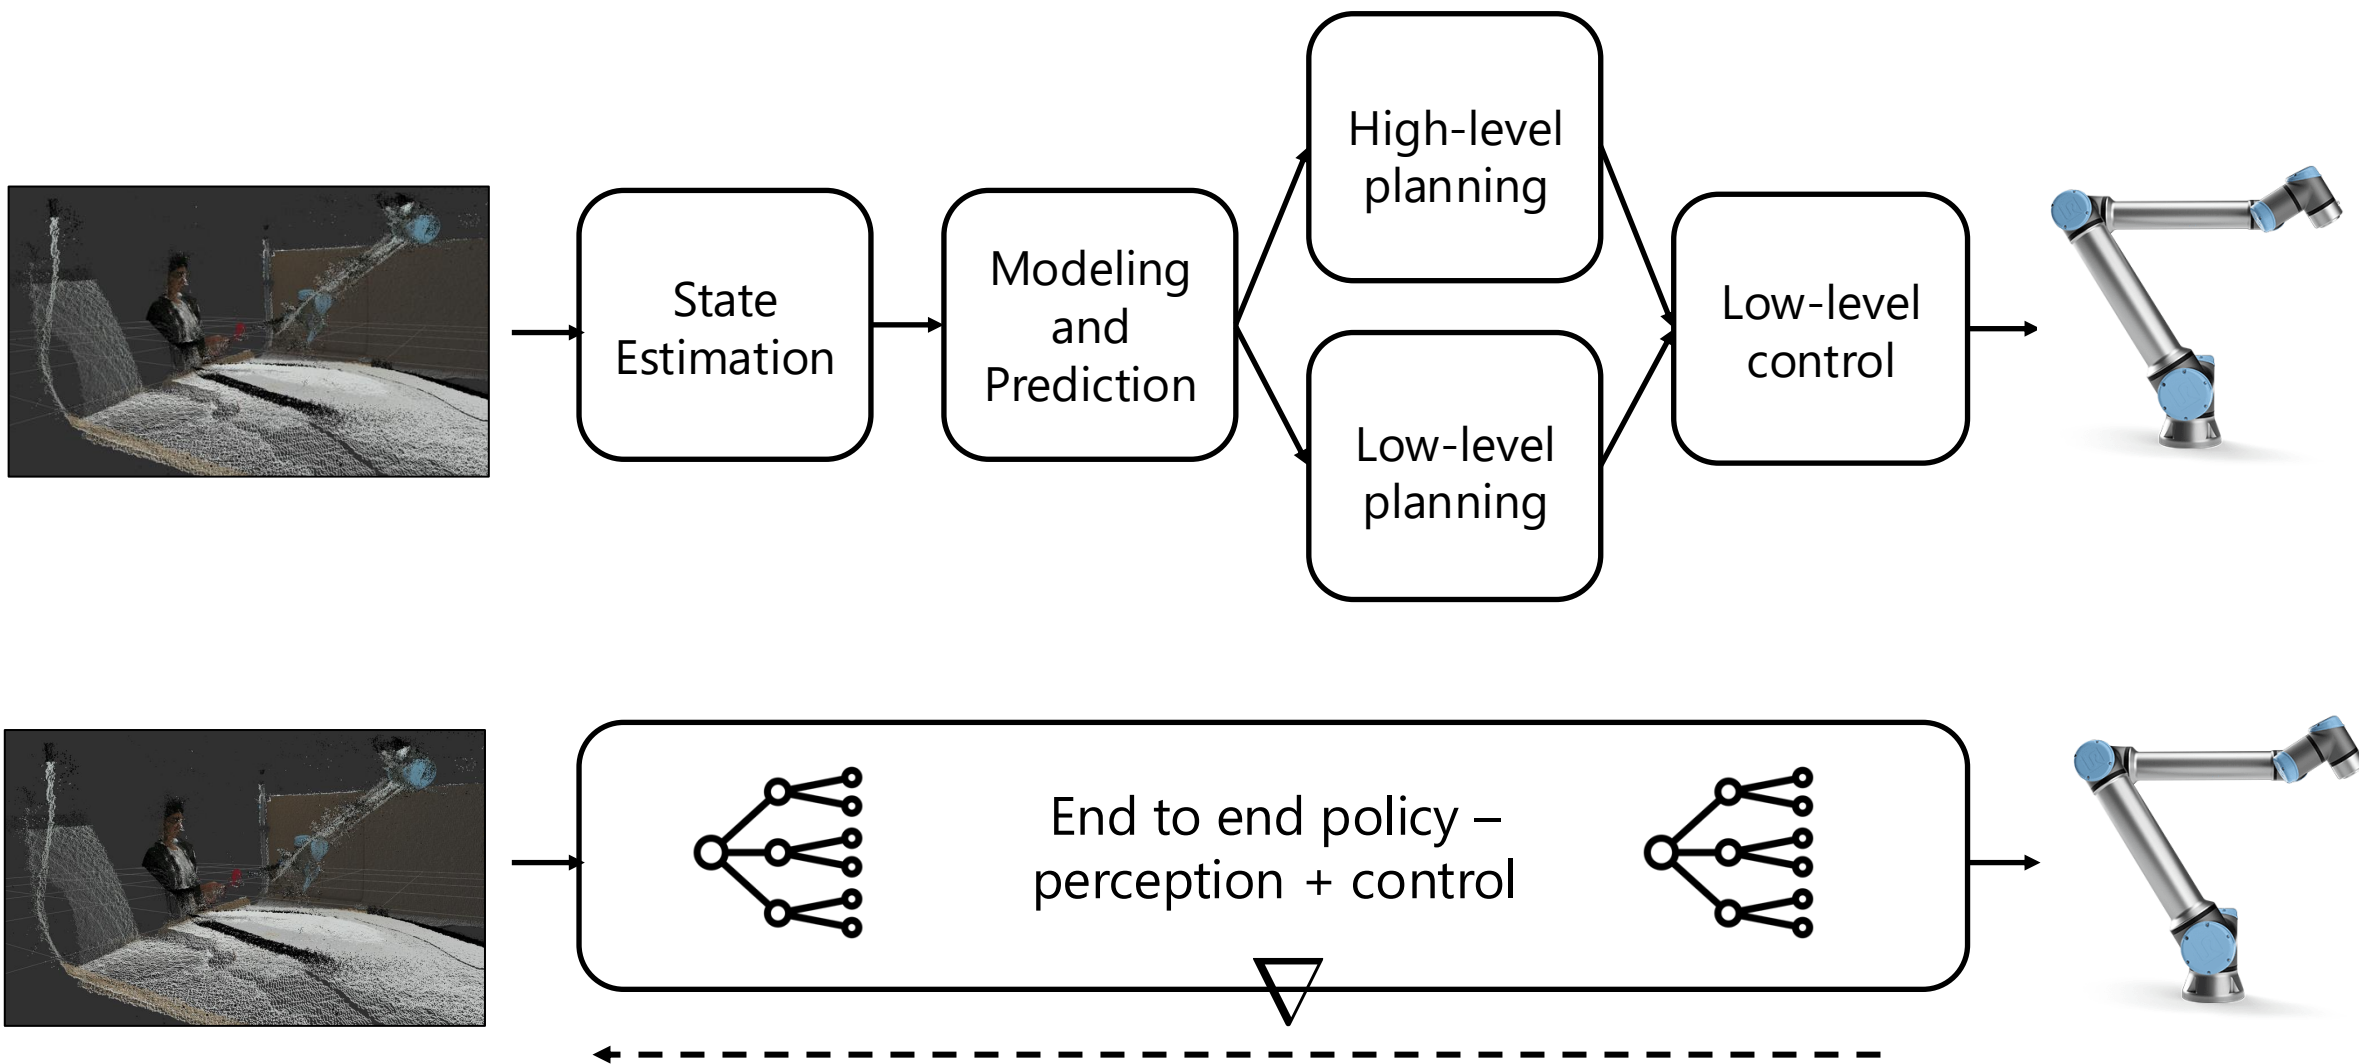 State
Estimation
Modeling
and
Prediction
High-level
planning
Low-level
planning
Low-level
control
End to end policy –
perception + control
∇